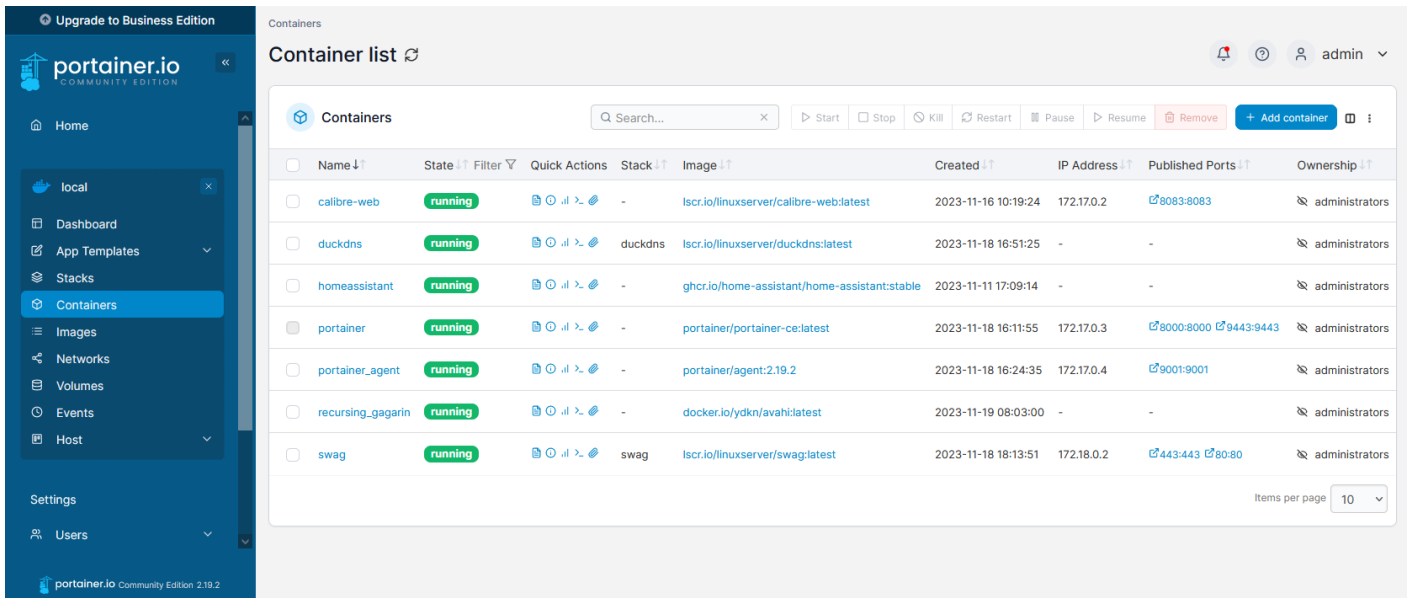 Upgrade to Business Edition
portainer.io
COMMUNITY EDITION
Home
local
Dashboard
App Templates
Stacks
Containers
Images
Networks
Volumes
Events
Host
Settings
Users
portainer.io Community Edition 2.19.2
Containers
Container list
admin
Containers
Search...
Start Stop Kill Restart Pause Resume Remove + Add container
Name State Filter Quick Actions Stack Image Created IP Address Published Ports Ownership
calibre-web running - lscr.io/linuxserver/calibre-web:latest 2023-11-16 10:19:24 172.17.0.2 8083:8083 administrators
duckdns running duckdns lscr.io/linuxserver/duckdns:latest 2023-11-18 16:51:25 - - administrators
homeassistant running - ghcr.io/home-assistant/home-assistant:stable 2023-11-11 17:09:14 - - administrators
portainer running - portainer/portainer-ce:latest 2023-11-18 16:11:55 172.17.0.3 8000:8000 9443:9443 administrators
portainer_agent running - portainer/agent:2.19.2 2023-11-18 16:24:35 172.17.0.4 9001:9001 administrators
recursing_gagarin running - docker.io/ydkn/avahi:latest 2023-11-19 08:03:00 - - administrators
swag running swag lscr.io/linuxserver/swag:latest 2023-11-18 18:13:51 172.18.0.2 443:443 80:80 administrators
Items per page 10